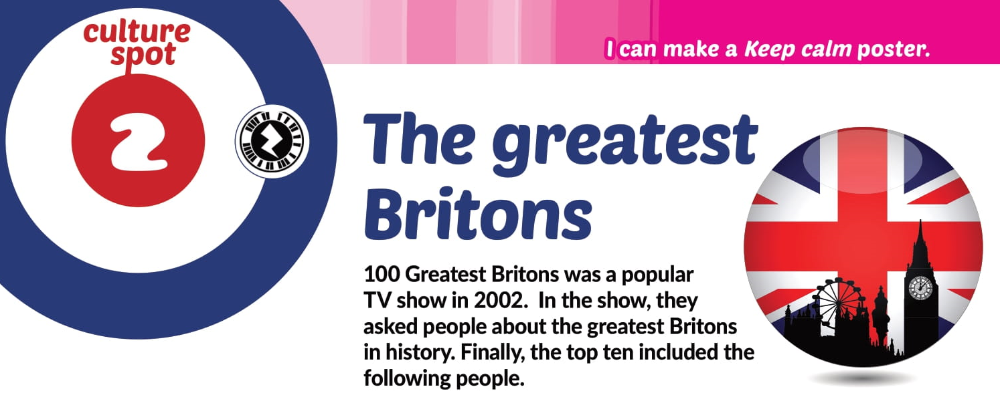 culture
spot
2
I can make a Keep calm poster.
The greatest
Britons
100 Greatest Britons was a popular
TV show in 2002.  In the show, they
asked people about the greatest Britons
in history. Finally, the top ten included the
following people.